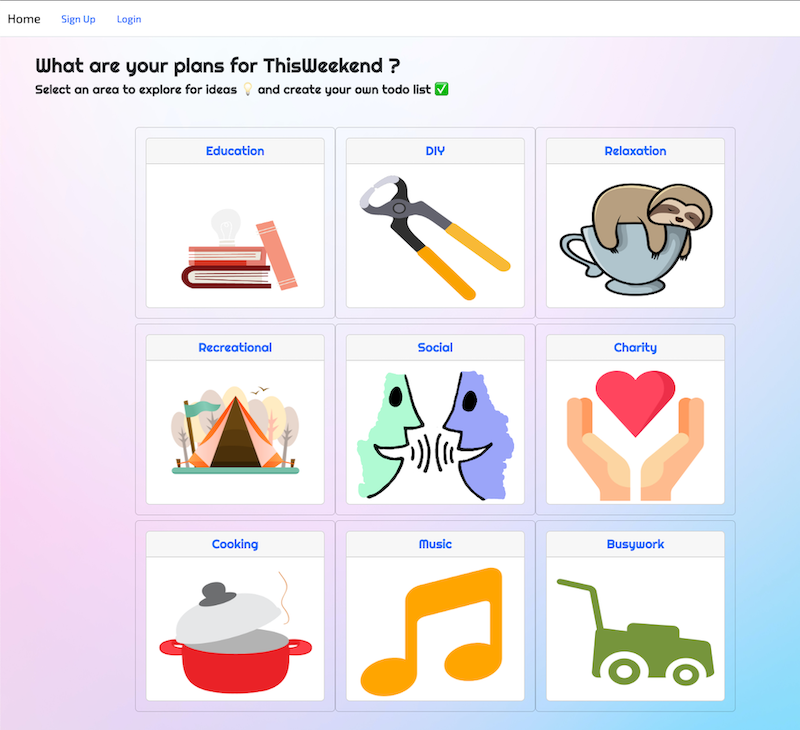 Home Sign Up Login
What are your plans for ThisWeekend ?
Select an area to explore for ideas 💡 and create your own todo list ✅
Education DIY Relaxation
Recreational Social Charity
Cooking Music Busywork